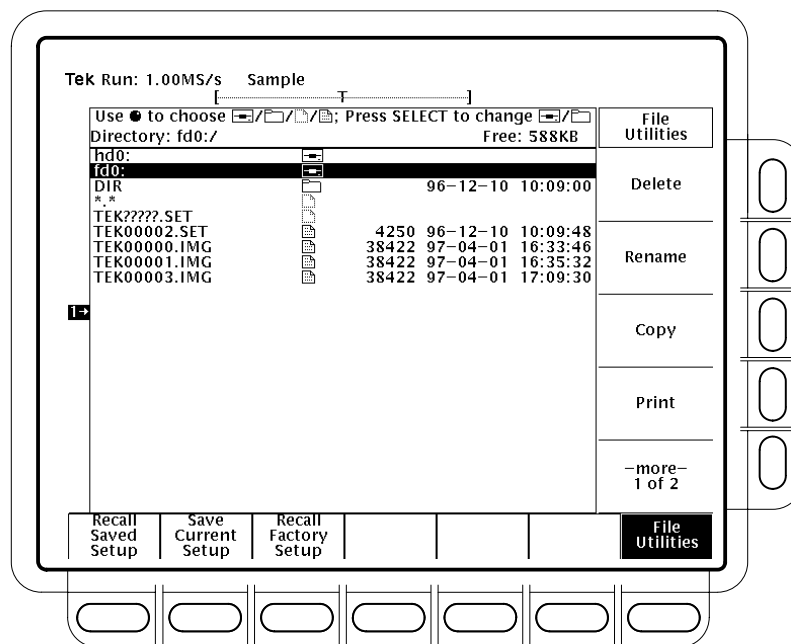 Tek Run: 1.00MS/s Sample
T
Use to choose / / / ; Press SELECT to change /
Directory: fd0:/ Free: 588KB
hd0:
fd0:
DIR 96-12-10 10:09:00
*.*
TEK?????.SET
TEK00002.SET 4250 96-12-10 10:09:48
TEK00000.IMG 38422 97-04-01 16:33:46
TEK00001.IMG 38422 97-04-01 16:35:32
TEK00003.IMG 38422 97-04-01 17:09:30
1→
File
Utilities
Delete
Rename
Copy
Print
-more-
1 of 2
Recall
Saved
Setup
Save
Current
Setup
Recall
Factory
Setup
File
Utilities